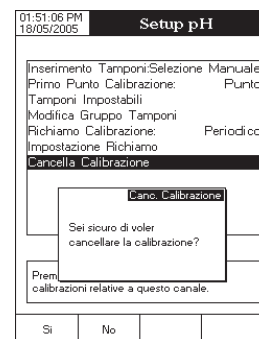 01:51:06 PM
18/05/2005
Setup pH
Inserimento Tamponi:Selezione Manuale
Primo Punto Calibrazione: Punto
Tamponi Impostabili
Modifica Gruppo Tamponi
Richiamo Calibrazione: Periodico
Impostazione Richiamo
Cancella Calibrazione
Canc. Calibrazione
Sei sicuro di voler
cancellare la calibrazione?
Prem
calibrazioni relative a questo canale.
Si No